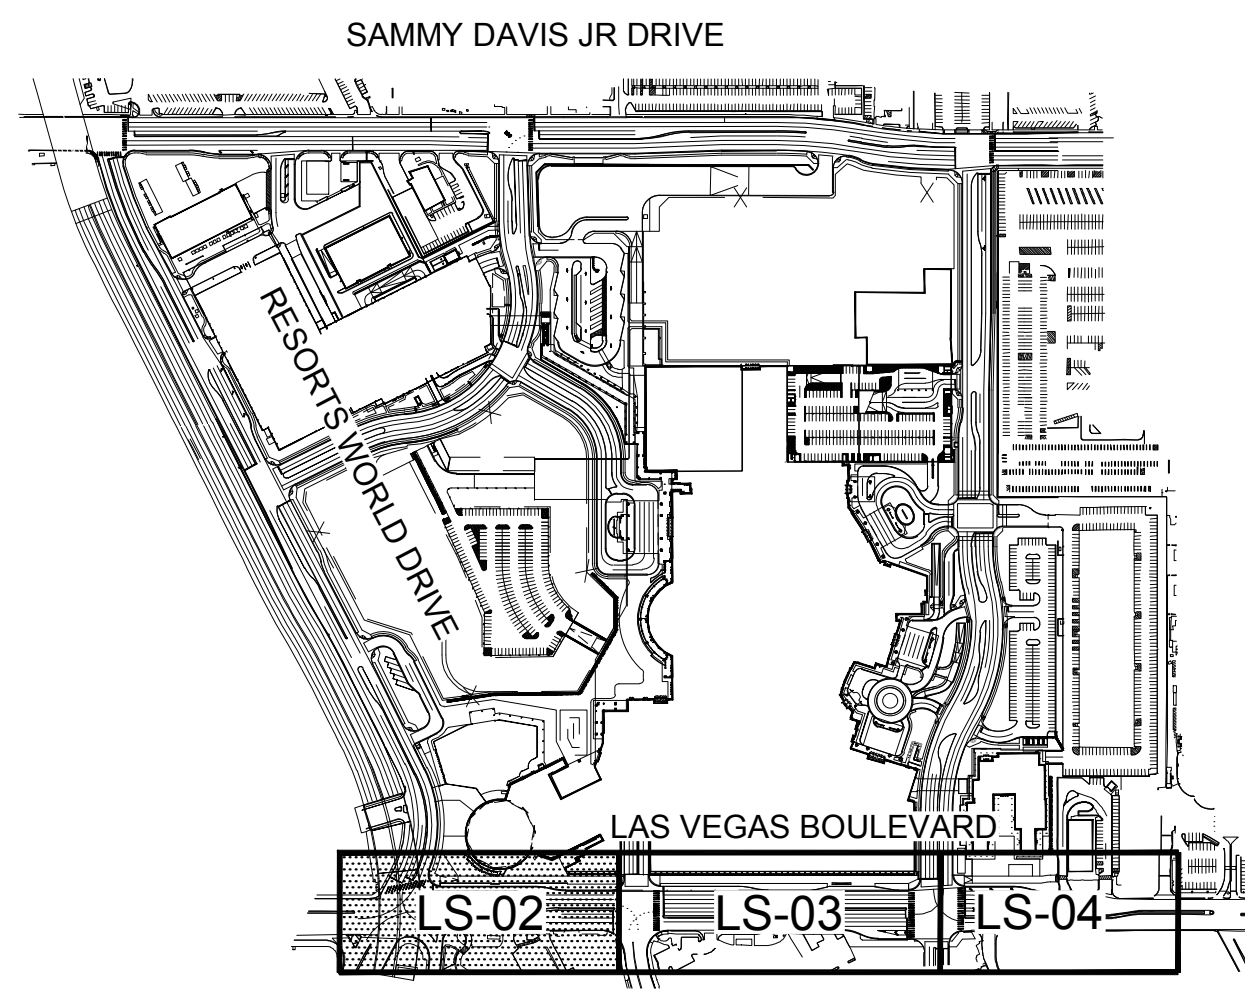 SAMMY DAVIS JR DRIVE
RESORTS WORLD DRIVE
LAS VEGAS BOULEVARD
LS-02
LS-03
LS-04